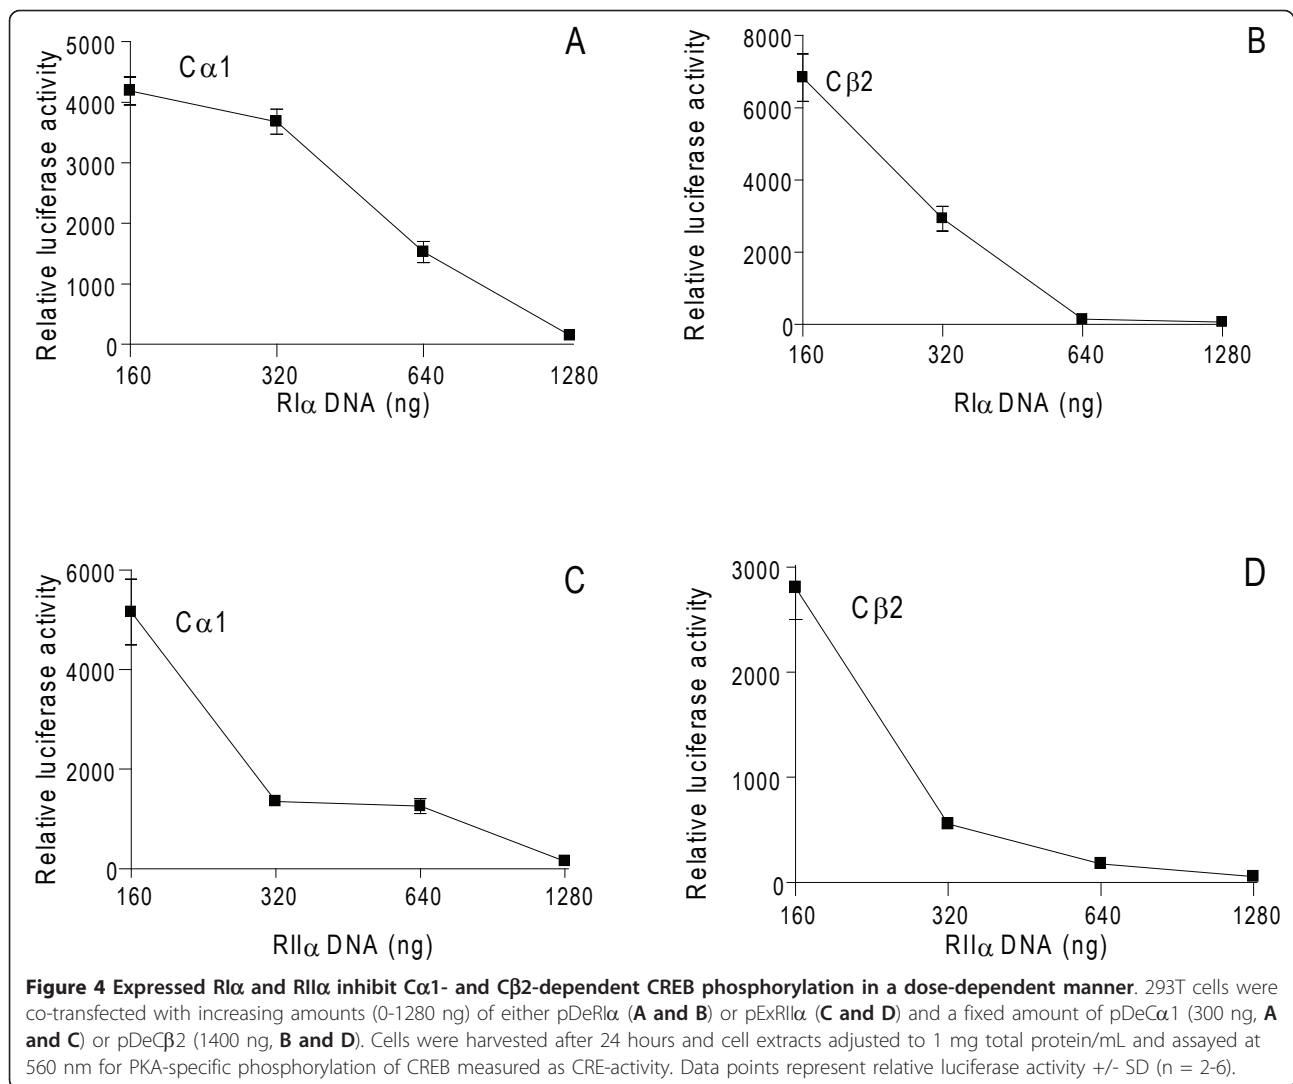 A
Cα1
Relative luciferase activity
5000
4000
3000
2000
1000
0
160 320 640 1280
RIα DNA (ng)
B
Cβ2
Relative luciferase activity
8000
6000
4000
2000
0
160 320 640 1280
RIα DNA (ng)
C
Cα1
Relative luciferase activity
6000
4000
2000
0
160 320 640 1280
RIIα DNA (ng)
D
Cβ2
Relative luciferase activity
3000
2000
1000
0
160 320 640 1280
RIIα DNA (ng)
Figure 4 Expressed RIα and RIIα inhibit Cα1- and Cβ2-dependent CREB phosphorylation in a dose-dependent manner. 293T cells were
co-transfected with increasing amounts (0-1280 ng) of either pDeRIα (A and B) or pExRIIα (C and D) and a fixed amount of pDeCα1 (300 ng, A
and C) or pDeCβ2 (1400 ng, B and D). Cells were harvested after 24 hours and cell extracts adjusted to 1 mg total protein/mL and assayed at
560 nm for PKA-specific phosphorylation of CREB measured as CRE-activity. Data points represent relative luciferase activity +/- SD (n = 2-6).